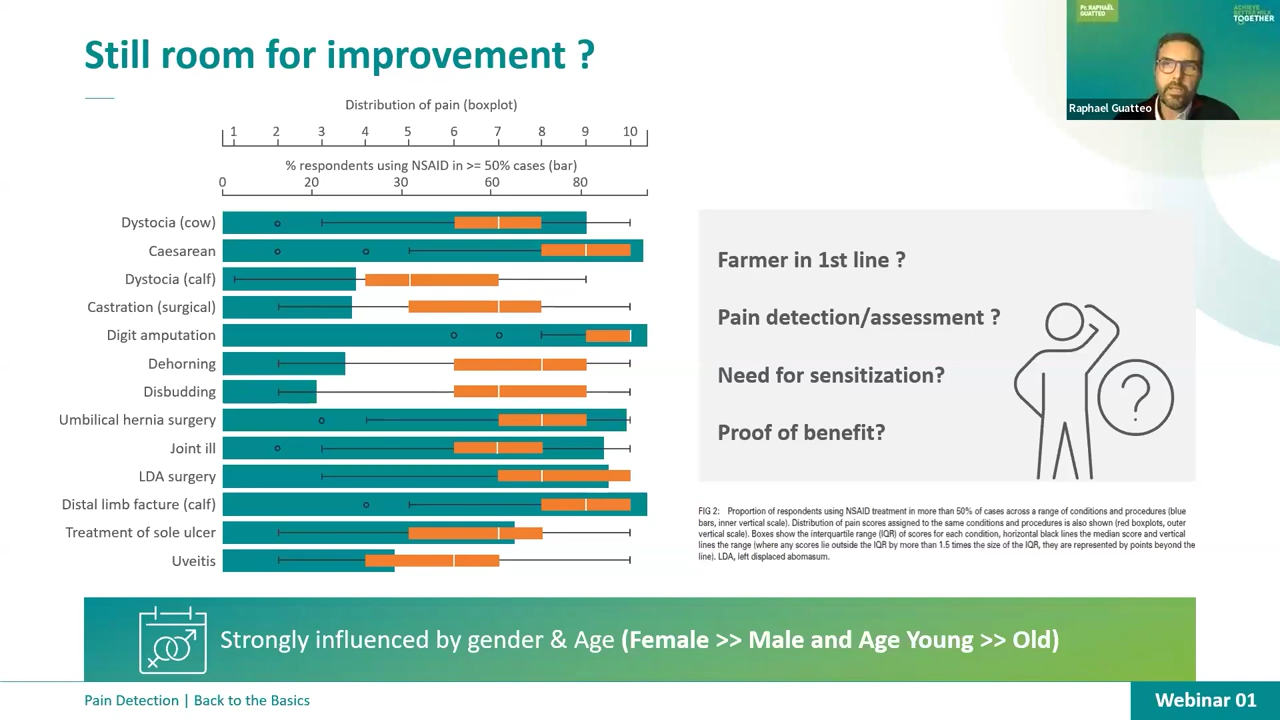 Pr. RAPHAËL
GUATTEO
ACHIEVE
BETTER MILK
TOGETHER
Raphael Guatteo
Still room for improvement ?
Distribution of pain (boxplot)
1 2 3 4 5 6 7 8 9 10
% respondents using NSAID in >= 50% cases (bar)
0 20 30 60 80
Dystocia (cow)
Caesarean
Dystocia (calf)
Castration (surgical)
Digit amputation
Dehorning
Disbudding
Umbilical hernia surgery
Joint ill
LDA surgery
Distal limb facture (calf)
Treatment of sole ulcer
Uveitis
Farmer in 1st line ?
Pain detection/assessment ?
Need for sensitization?
Proof of benefit?
?
FIG 2: Proportion of respondents using NSAID treatment in more than 50% of cases across a range of conditions and procedures (blue
bars, inner vertical scale). Distribution of pain scores assigned to the same conditions and procedures is also shown (red boxplots, outer
vertical scale). Boxes show the interquartile range (IQR) of scores for each condition, horizontal black lines the median score and vertical
lines the range (where any scores lie outside the IQR by more than 1.5 times the size of the IQR, they are represented by points beyond the
line). LDA, left displaced abomasum.
Strongly influenced by gender & Age (Female >> Male and Age Young >> Old)
Pain Detection | Back to the Basics
Webinar 01